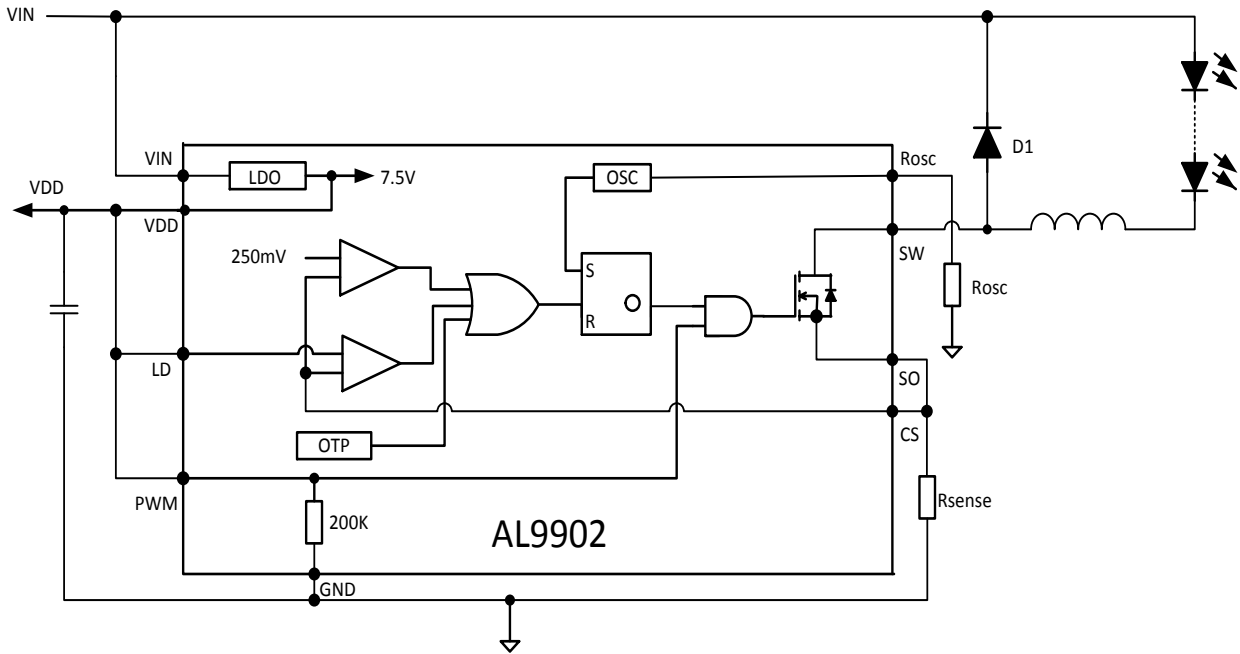 VIN
VIN
LDO
7.5V
OSC
Rosc
D1
VDD
VDD
SW
250mV
S
O
R
Rosc
LD
SO
CS
OTP
PWM
200K
Rsense
AL9902
GND